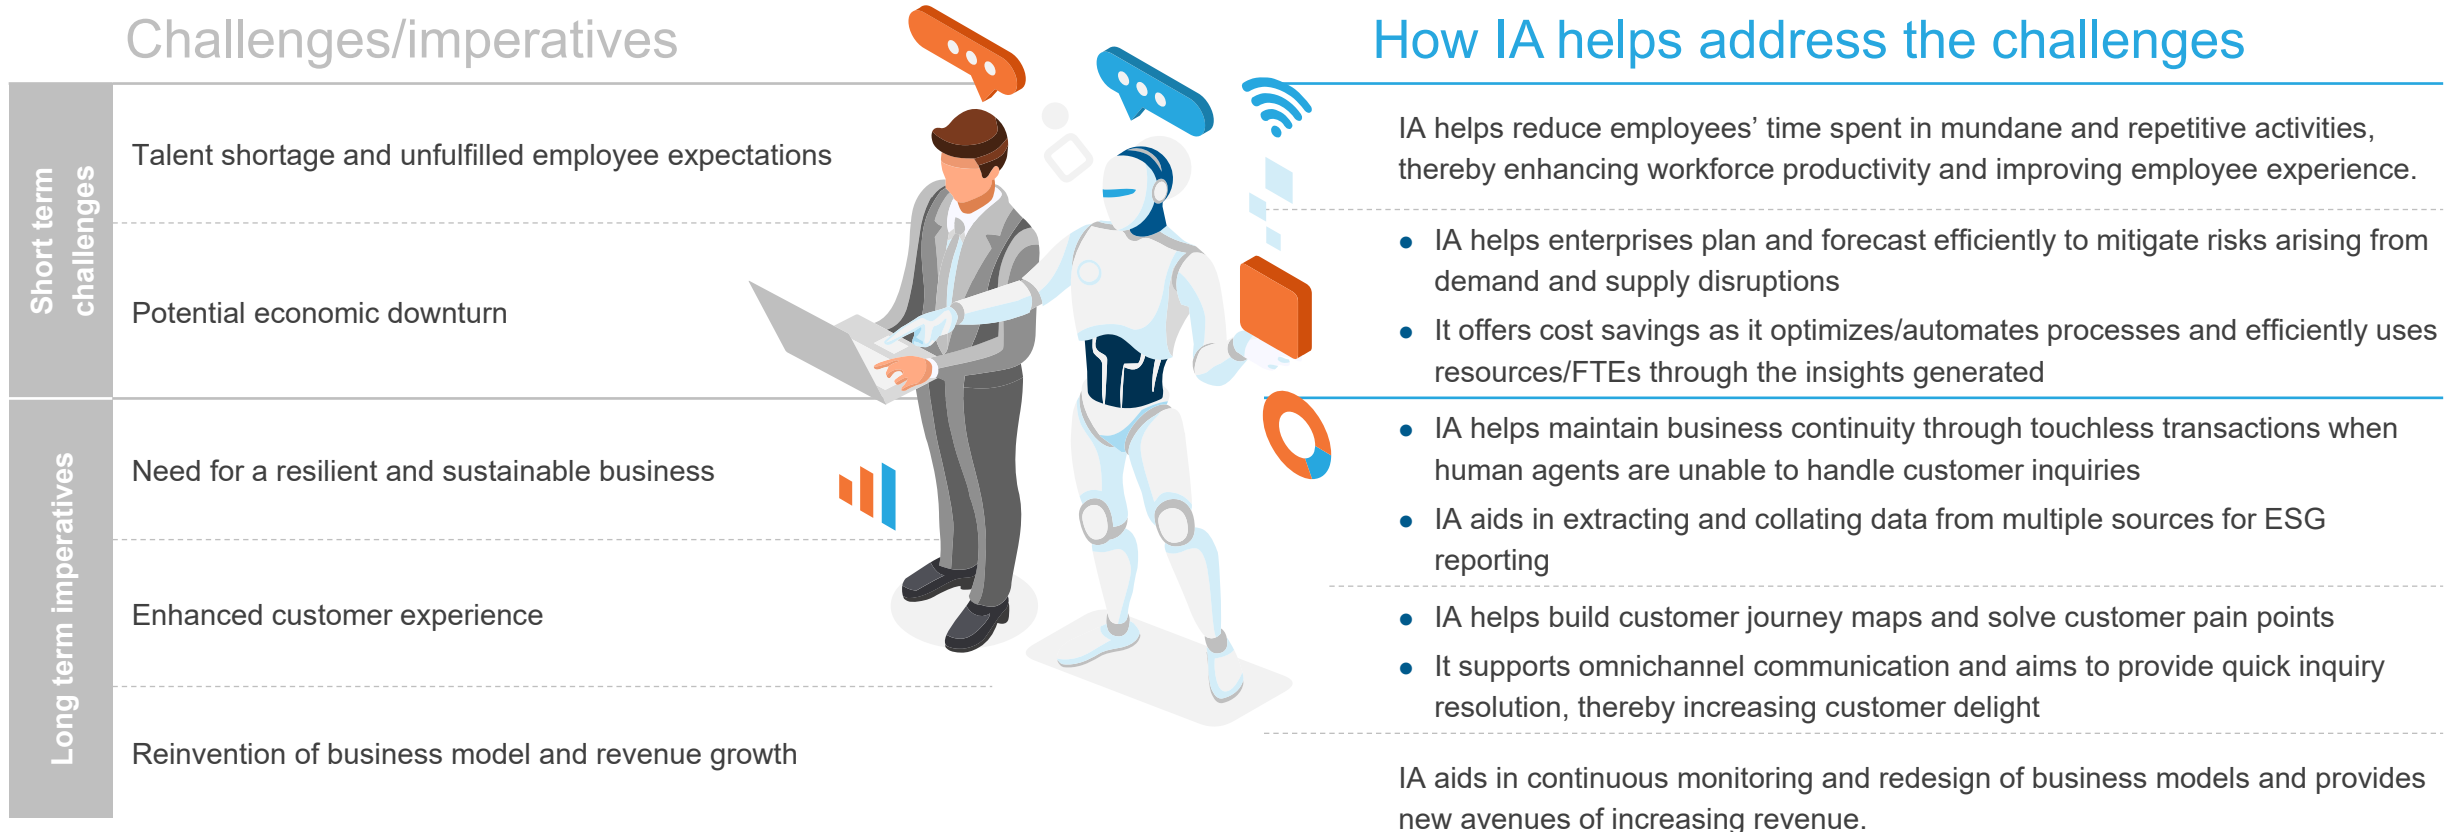 Challenges/imperatives
How IA helps address the challenges
Short term
challenges
Talent shortage and unfulfilled employee expectations
IA helps reduce employees’ time spent in mundane and repetitive activities,
thereby enhancing workforce productivity and improving employee experience.
Potential economic downturn
● IA helps enterprises plan and forecast efficiently to mitigate risks arising from
demand and supply disruptions
● It offers cost savings as it optimizes/automates processes and efficiently uses
resources/FTEs through the insights generated
Long term imperatives
Need for a resilient and sustainable business
● IA helps maintain business continuity through touchless transactions when
human agents are unable to handle customer inquiries
● IA aids in extracting and collating data from multiple sources for ESG
reporting
Enhanced customer experience
● IA helps build customer journey maps and solve customer pain points
● It supports omnichannel communication and aims to provide quick inquiry
resolution, thereby increasing customer delight
Reinvention of business model and revenue growth
IA aids in continuous monitoring and redesign of business models and provides
new avenues of increasing revenue.